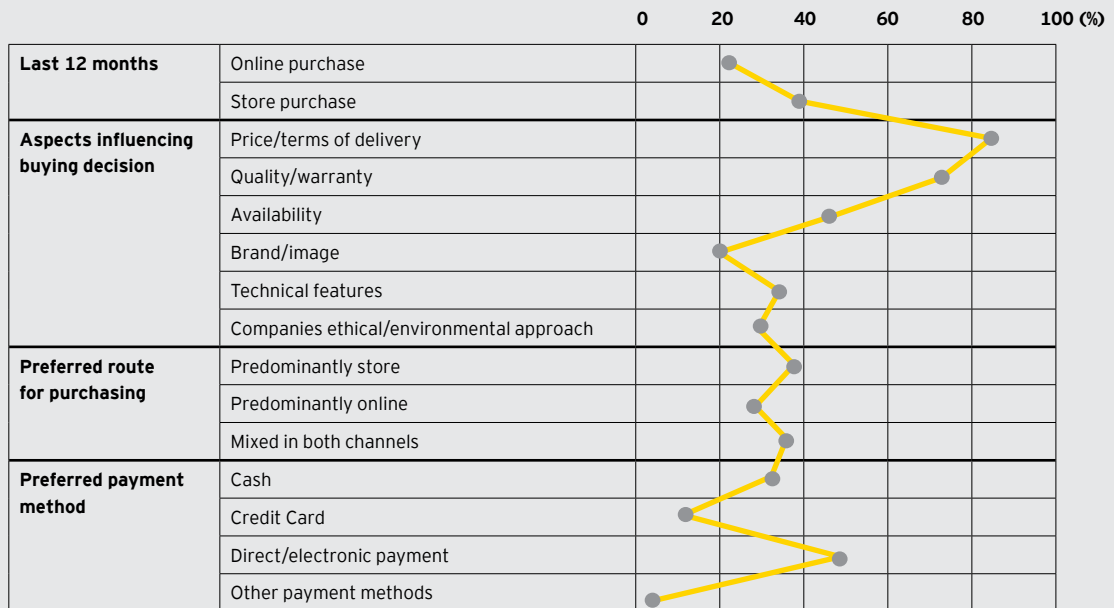 0 20 40 60 80 100 (%)
Last 12 months
Online purchase
Store purchase
Aspects influencing
buying decision
Price/terms of delivery
Quality/warranty
Availability
Brand/image
Technical features
Companies ethical/environmental approach
Preferred route
for purchasing
Predominantly store
Predominantly online
Mixed in both channels
Preferred payment
method
Cash
Credit Card
Direct/electronic payment
Other payment methods